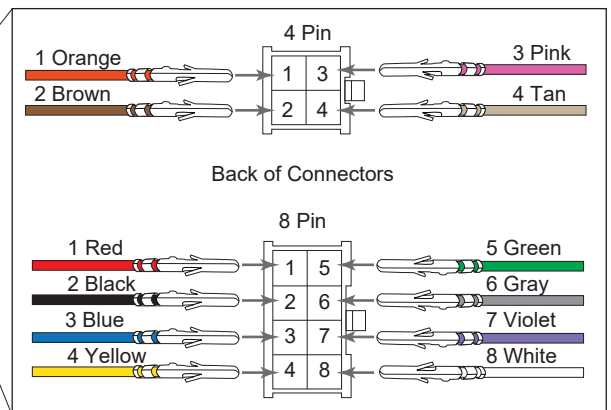 4 Pin
1 Orange
3 Pink
1 3
2 Brown
4 Tan
2 4
Back of Connectors
8 Pin
1 Red
5 Green
1 5
2 Black
6 Gray
2 6
3 Blue
7 Violet
3 7
4 Yellow
8 White
4 8